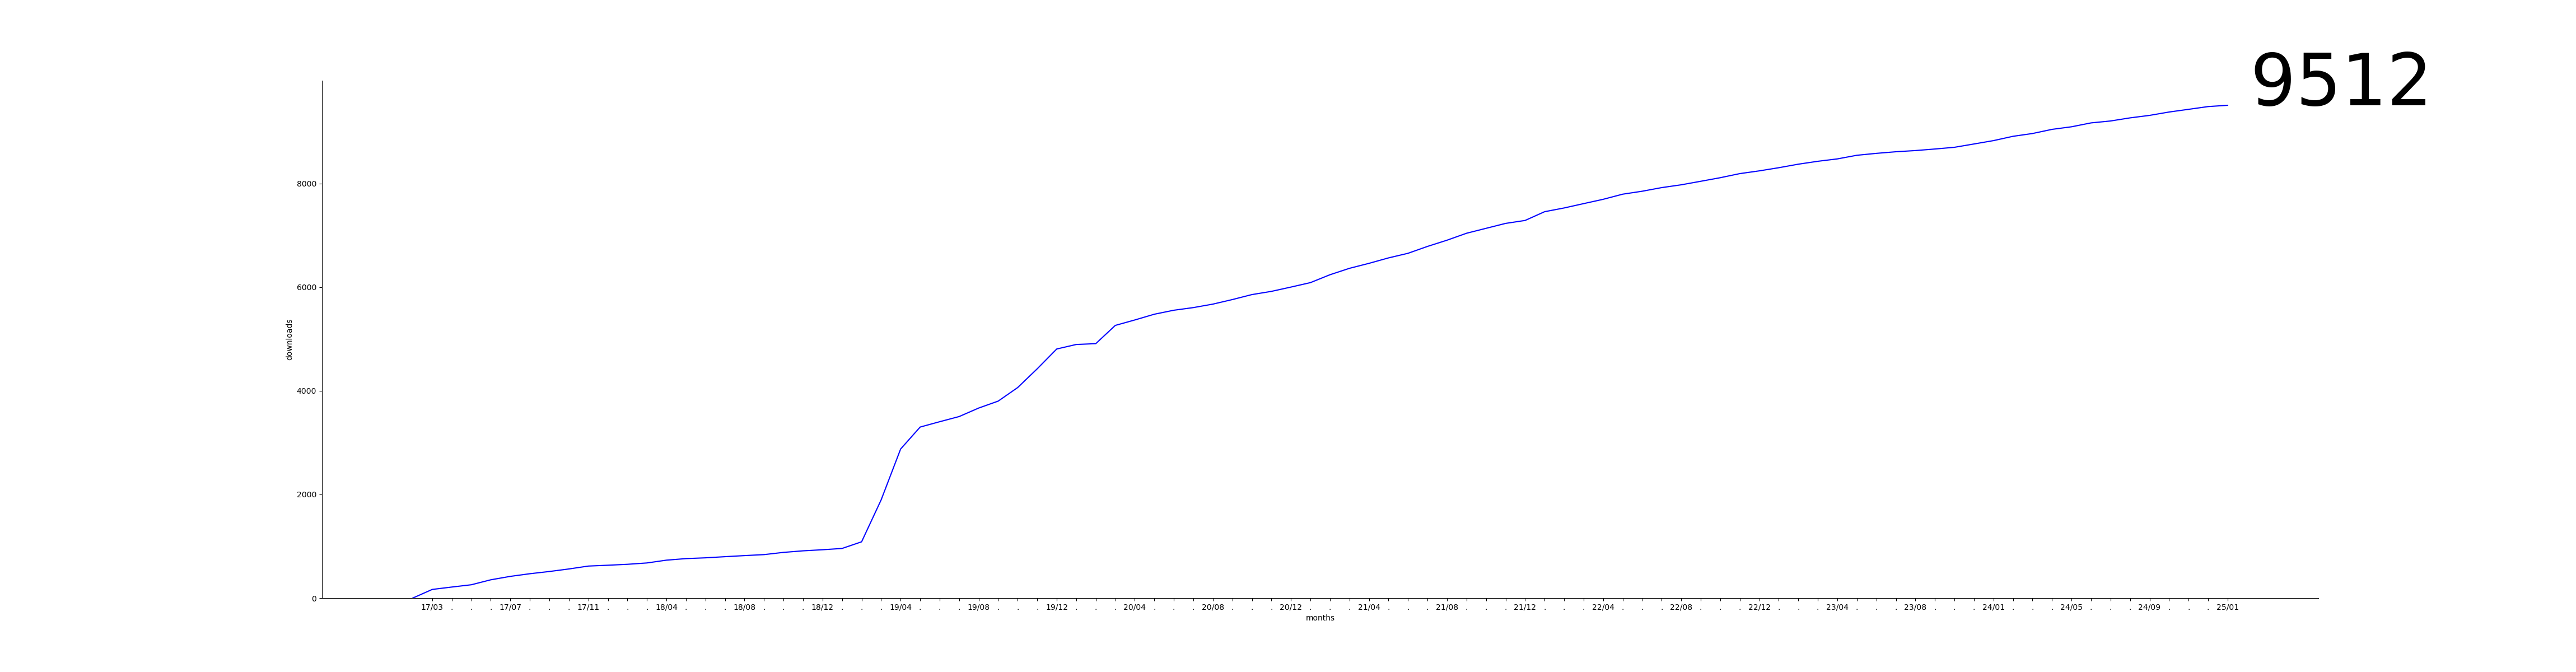 9512
8000
6000
downloads
4000
2000
0
17/03 . . . 17/07 . . . 17/11 . . . 18/04 . . . 18/08 . . . 18/12 . . . 19/04 . . . 19/08 . . . 19/12 . . . 20/04 . . . 20/08 . . . 20/12 . . . 21/04 . . . 21/08 . . . 21/12 . . . 22/04 . . . 22/08 . . . 22/12 . . . 23/04 . . . 23/08 . . . 24/01 . . . 24/05 . . . 24/09 . . . 25/01
months